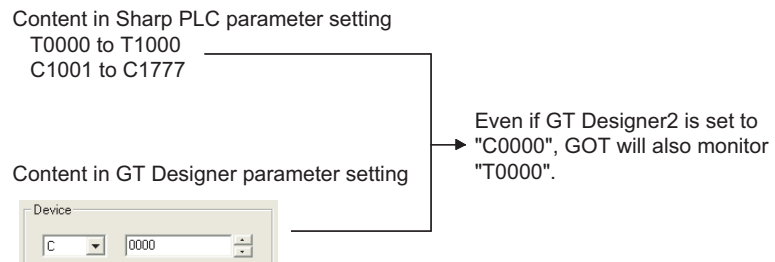 Content in Sharp PLC parameter setting
T0000 to T1000
C1001 to C1777
Even if GT Designer2 is set to
"C0000", GOT will also monitor
"T0000".
Content in GT Designer parameter setting
Device
C 0000